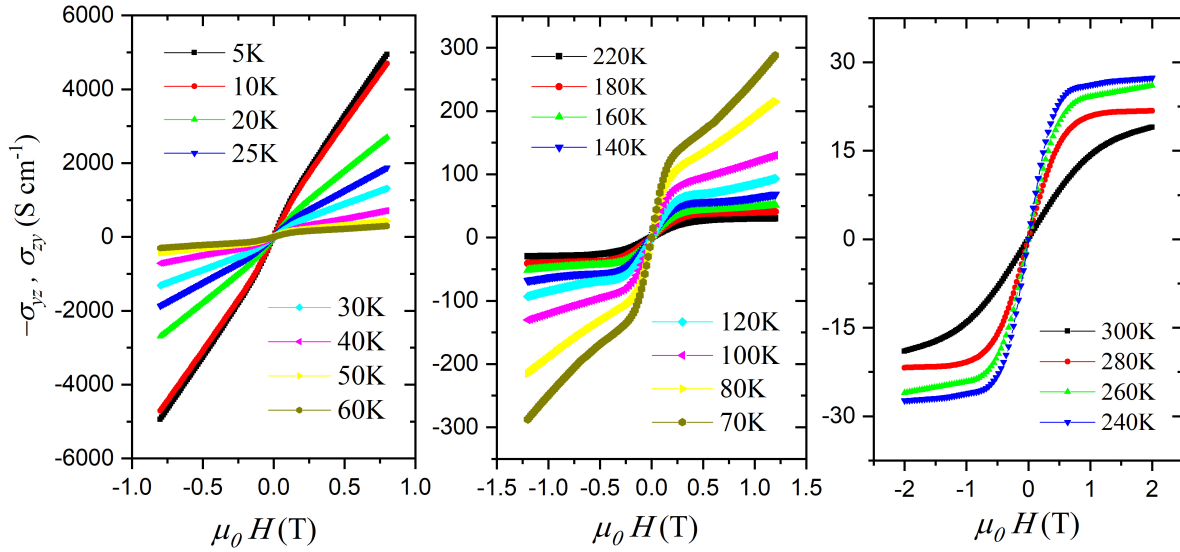 −σyz , σzy (S cm−1)
6000
4000
2000
0
-2000
-4000
-6000
5K
10K
20K
25K
30K
40K
50K
60K
-1.0 -0.5 0.0 0.5 1.0
μ0 H (T)
300
200
100
0
-100
-200
-300
220K
180K
160K
140K
120K
100K
80K
70K
-1.5 -1.0 -0.5 0.0 0.5 1.0 1.5
μ0 H (T)
30
15
0
-15
-30
300K
280K
260K
240K
-2 -1 0 1 2
μ0 H (T)